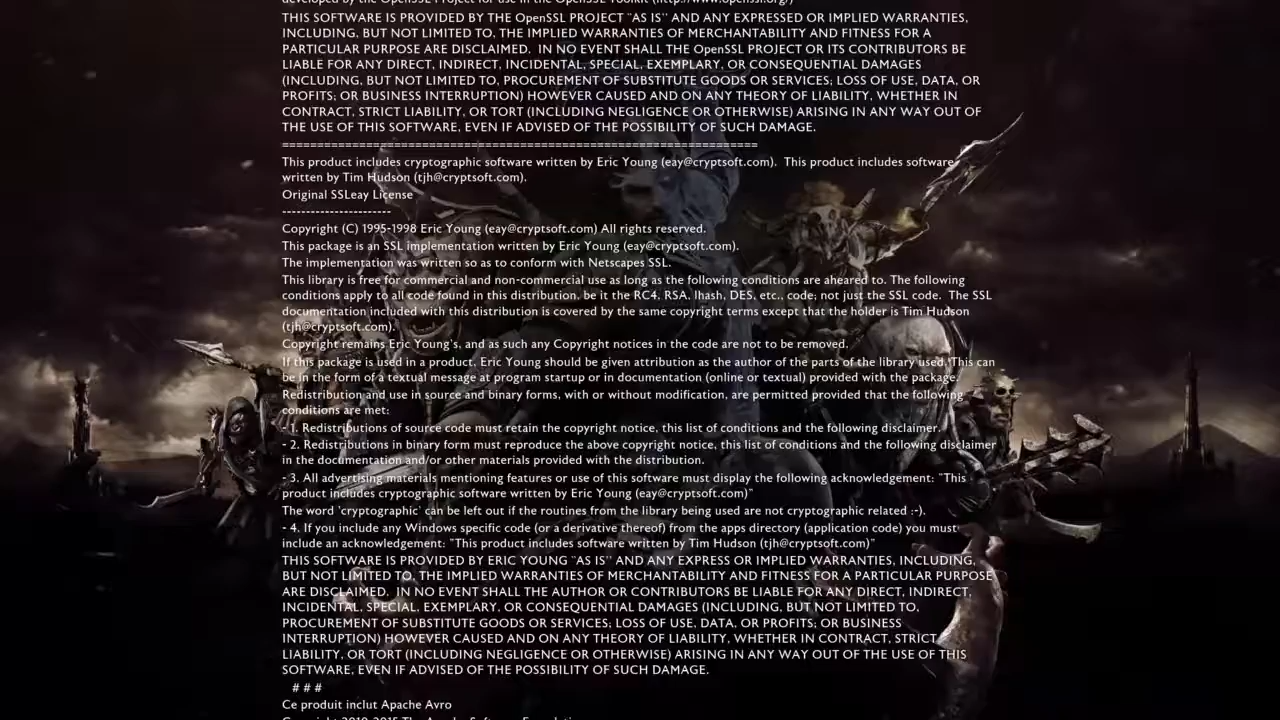 developed by the OpenSSL Project for use in the OpenSSL Toolkit (http://www.openssl.org/)
THIS SOFTWARE IS PROVIDED BY THE OpenSSL PROJECT ``AS IS'' AND ANY EXPRESSED OR IMPLIED WARRANTIES,
INCLUDING, BUT NOT LIMITED TO, THE IMPLIED WARRANTIES OF MERCHANTABILITY AND FITNESS FOR A
PARTICULAR PURPOSE ARE DISCLAIMED.  IN NO EVENT SHALL THE OpenSSL PROJECT OR ITS CONTRIBUTORS BE
LIABLE FOR ANY DIRECT, INDIRECT, INCIDENTAL, SPECIAL, EXEMPLARY, OR CONSEQUENTIAL DAMAGES
(INCLUDING, BUT NOT LIMITED TO, PROCUREMENT OF SUBSTITUTE GOODS OR SERVICES; LOSS OF USE, DATA, OR
PROFITS; OR BUSINESS INTERRUPTION) HOWEVER CAUSED AND ON ANY THEORY OF LIABILITY, WHETHER IN
CONTRACT, STRICT LIABILITY, OR TORT (INCLUDING NEGLIGENCE OR OTHERWISE) ARISING IN ANY WAY OUT OF
THE USE OF THIS SOFTWARE, EVEN IF ADVISED OF THE POSSIBILITY OF SUCH DAMAGE.
====================================================================
This product includes cryptographic software written by Eric Young (eay@cryptsoft.com).  This product includes software
written by Tim Hudson (tjh@cryptsoft.com).
Original SSLeay License
-----------------------
Copyright (C) 1995-1998 Eric Young (eay@cryptsoft.com) All rights reserved.
This package is an SSL implementation written by Eric Young (eay@cryptsoft.com).
The implementation was written so as to conform with Netscapes SSL.
This library is free for commercial and non-commercial use as long as the following conditions are aheared to. The following
conditions apply to all code found in this distribution, be it the RC4, RSA, lhash, DES, etc., code; not just the SSL code.  The SSL
documentation included with this distribution is covered by the same copyright terms except that the holder is Tim Hudson
(tjh@cryptsoft.com).
Copyright remains Eric Young's, and as such any Copyright notices in the code are not to be removed.
If this package is used in a product, Eric Young should be given attribution as the author of the parts of the library used. This can
be in the form of a textual message at program startup or in documentation (online or textual) provided with the package.
Redistribution and use in source and binary forms, with or without modification, are permitted provided that the following
conditions are met:
- 1. Redistributions of source code must retain the copyright notice, this list of conditions and the following disclaimer.
- 2. Redistributions in binary form must reproduce the above copyright notice, this list of conditions and the following disclaimer
in the documentation and/or other materials provided with the distribution.
- 3. All advertising materials mentioning features or use of this software must display the following acknowledgement: "This
product includes cryptographic software written by Eric Young (eay@cryptsoft.com)"
The word 'cryptographic' can be left out if the routines from the library being used are not cryptographic related :-).
- 4. If you include any Windows specific code (or a derivative thereof) from the apps directory (application code) you must
include an acknowledgement: "This product includes software written by Tim Hudson (tjh@cryptsoft.com)"
THIS SOFTWARE IS PROVIDED BY ERIC YOUNG ``AS IS'' AND ANY EXPRESS OR IMPLIED WARRANTIES, INCLUDING,
BUT NOT LIMITED TO, THE IMPLIED WARRANTIES OF MERCHANTABILITY AND FITNESS FOR A PARTICULAR PURPOSE
ARE DISCLAIMED.  IN NO EVENT SHALL THE AUTHOR OR CONTRIBUTORS BE LIABLE FOR ANY DIRECT, INDIRECT,
INCIDENTAL, SPECIAL, EXEMPLARY, OR CONSEQUENTIAL DAMAGES (INCLUDING, BUT NOT LIMITED TO,
PROCUREMENT OF SUBSTITUTE GOODS OR SERVICES; LOSS OF USE, DATA, OR PROFITS; OR BUSINESS
INTERRUPTION) HOWEVER CAUSED AND ON ANY THEORY OF LIABILITY, WHETHER IN CONTRACT, STRICT
LIABILITY, OR TORT (INCLUDING NEGLIGENCE OR OTHERWISE) ARISING IN ANY WAY OUT OF THE USE OF THIS
SOFTWARE, EVEN IF ADVISED OF THE POSSIBILITY OF SUCH DAMAGE.
# # #
Ce produit inclut Apache Avro
Copyright 2010-2015 The Apache Software Foundation